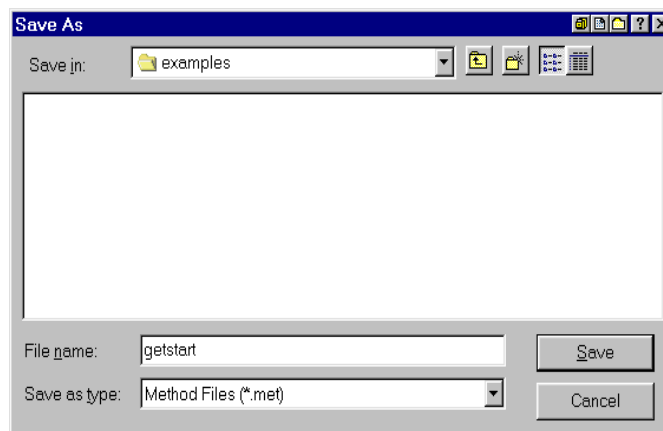 Save As
Save in:
examples
File name:
getstart
Save
Save as type:
Method Files (*.met)
Cancel